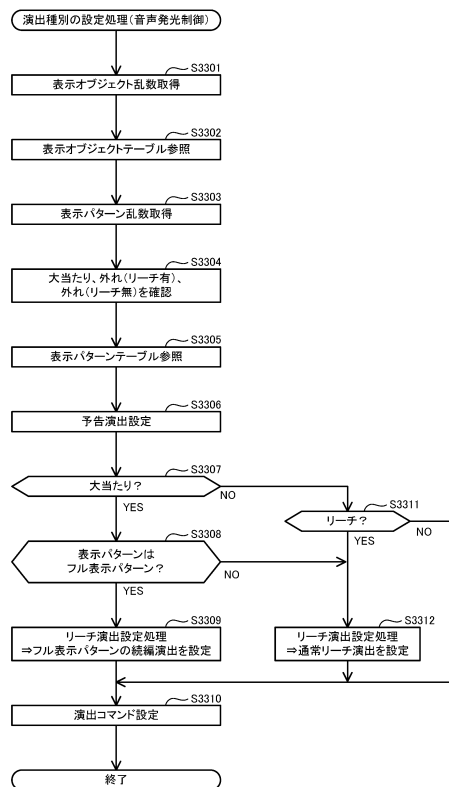 演出種別の設定処理（音声発光制御）
S3301
表示オブジェクト乱数取得
S3302
表示オブジェクトテーブル参照
S3303
表示パターン乱数取得
S3304
大当たり、外れ（リーチ有）、
外れ（リーチ無）を確認
S3305
表示パターンテーブル参照
S3306
予告演出設定
S3307
大当たり？
NO
YES
S3311
リーチ？
NO
YES
S3308
表示パターンは
フル表示パターン？
NO
YES
S3309
リーチ演出設定処理
⇒フル表示パターンの続編演出を設定
S3312
リーチ演出設定処理
⇒通常リーチ演出を設定
S3310
演出コマンド設定
終了